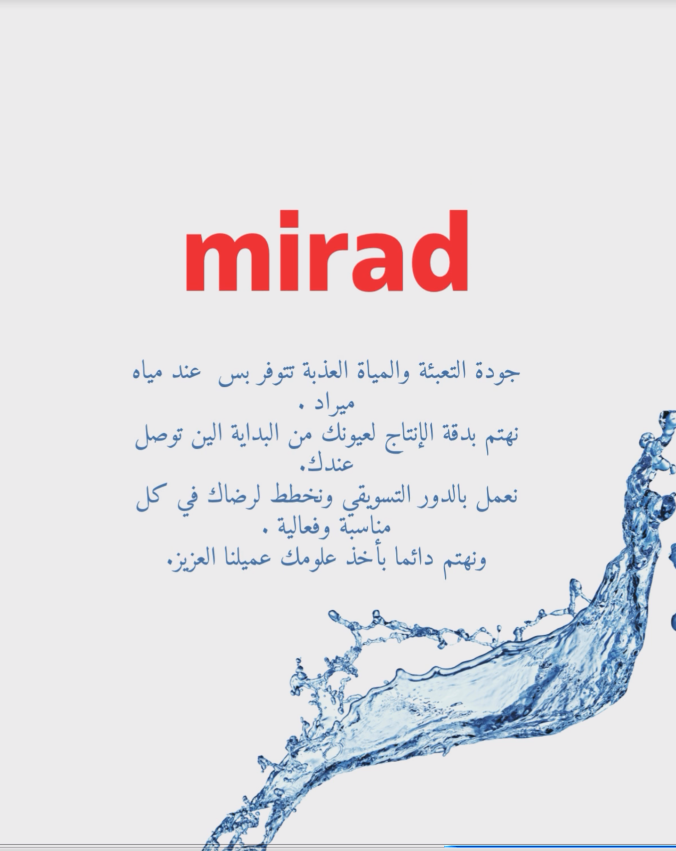 mirad
جودة التعبئة والمياة العذبة تتوفر بس عند مياه
ميراد .
نهتم بدقة الإنتاج لعيونك من البداية الين توصل
عندك.
نعمل بالدور التسويقي ونخطط لرضاك في كل
مناسبة وفعالية .
ونهتم دائما بأخذ علومك عميلنا العزيز.